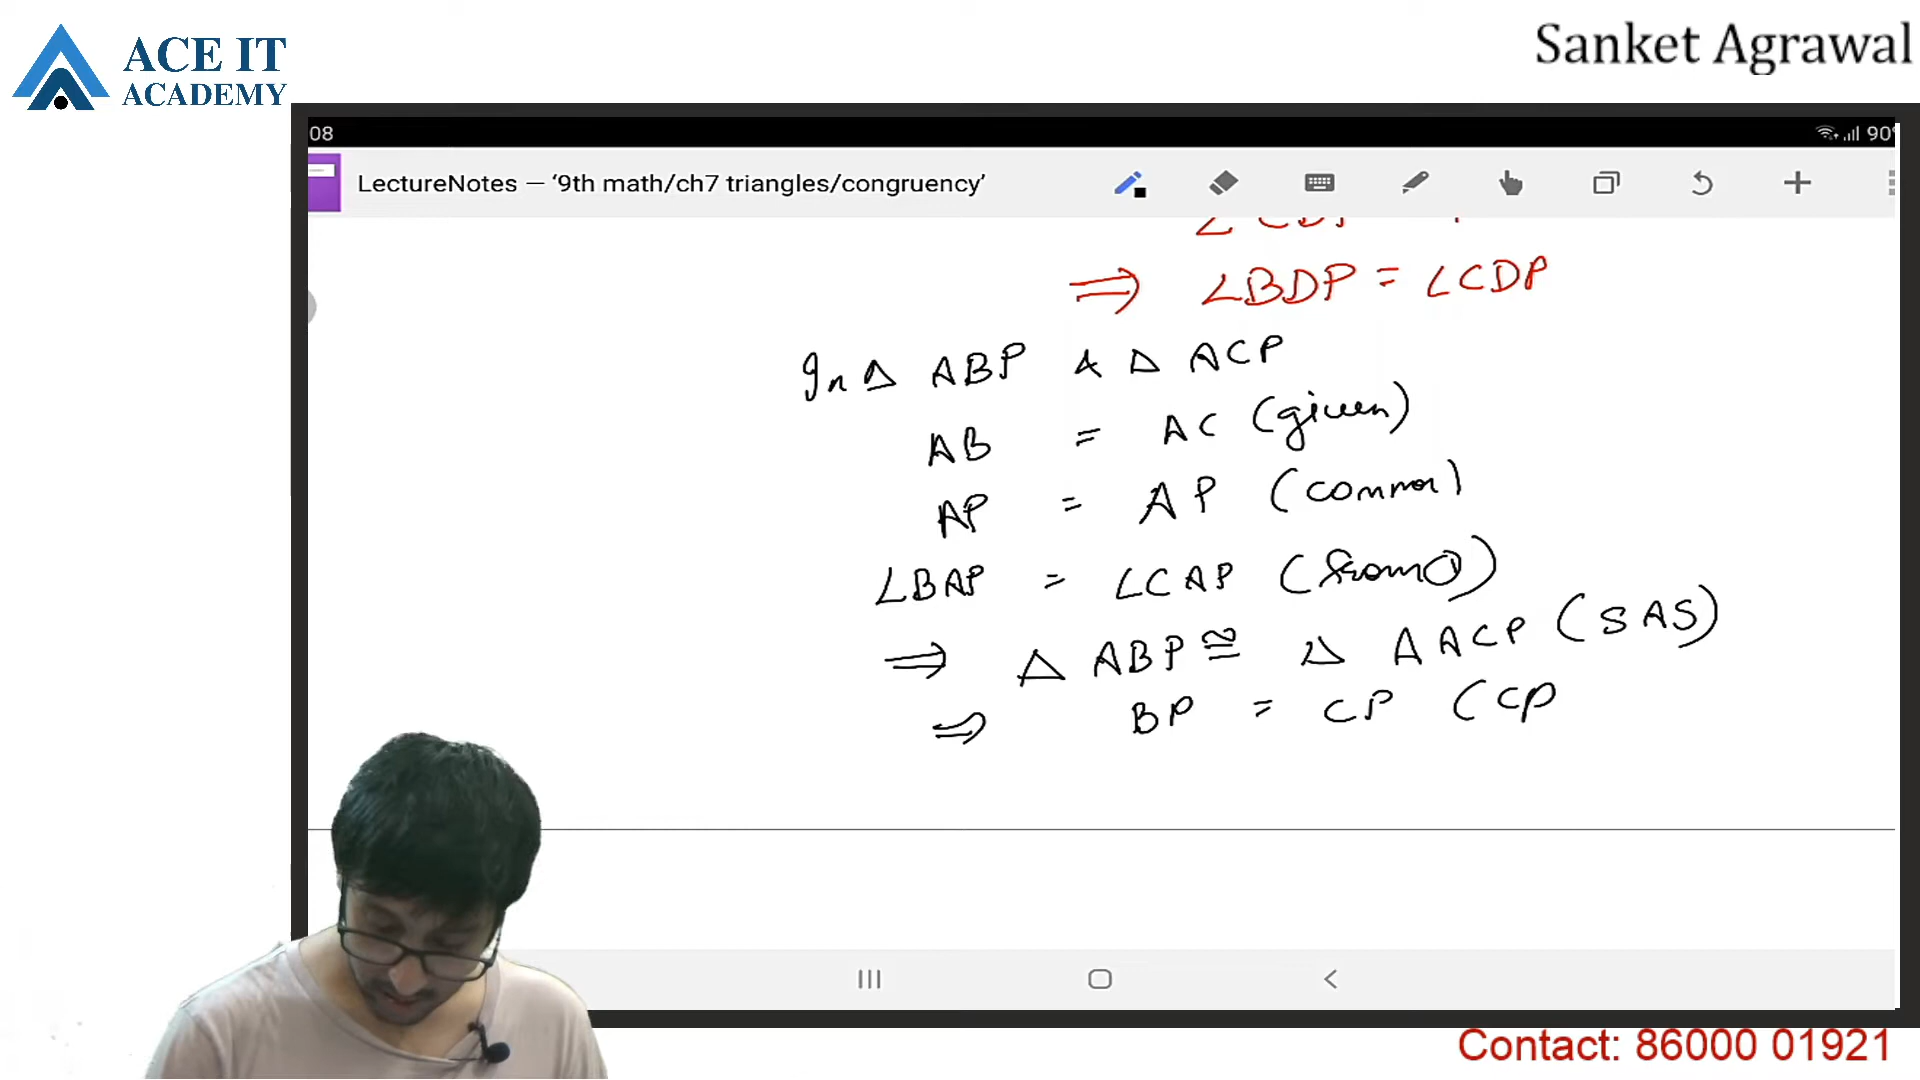 ACE IT
ACADEMY
Sanket Agrawal
08
90
LectureNotes — ‘9th math/ch7 triangles/congruency’
⇒ ∠BDP = ∠CDP
In △ ABP & △ ACP
AB = AC (given)
AP = AP (common)
∠BAP = ∠CAP (from ①)
⇒ △ ABP ≅ △ AACP (SAS)
⇒ BP = CP (CP
Contact: 86000 01921